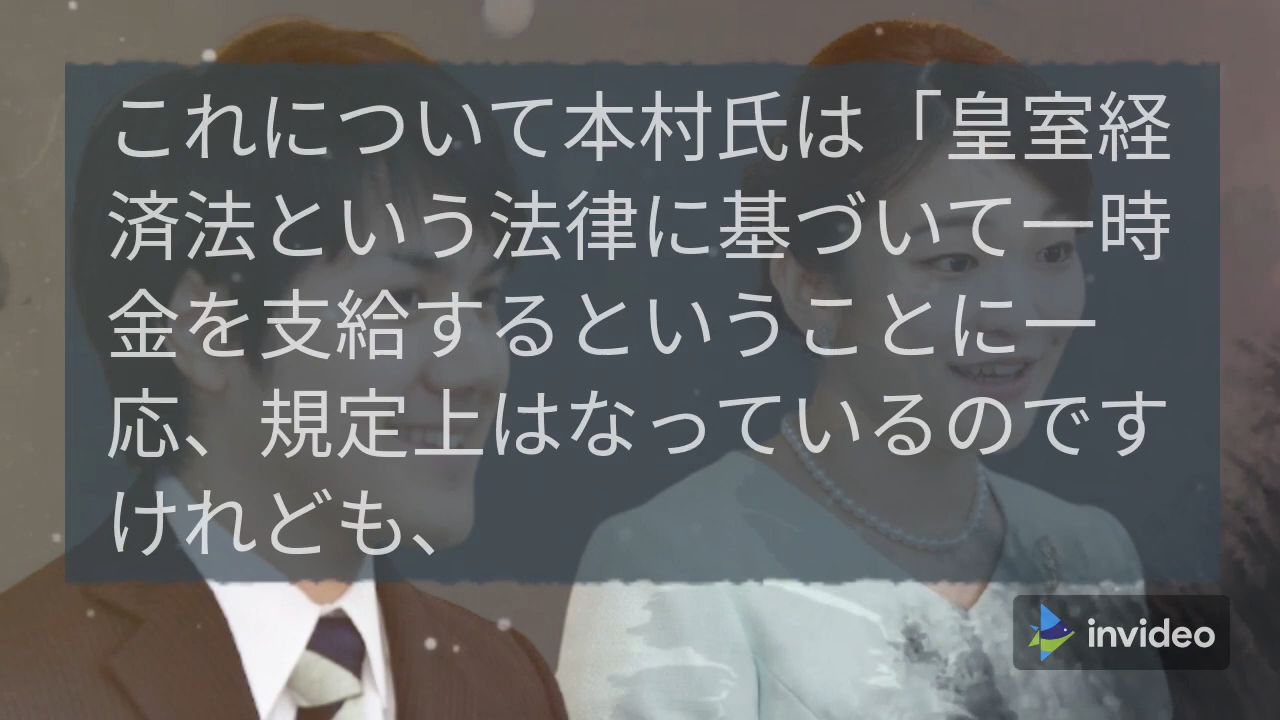 これについて本村氏は「皇室経
済法という法律に基づいて一時
金を支給するということに一
応、規定上はなっているのです
けれども、
invideo